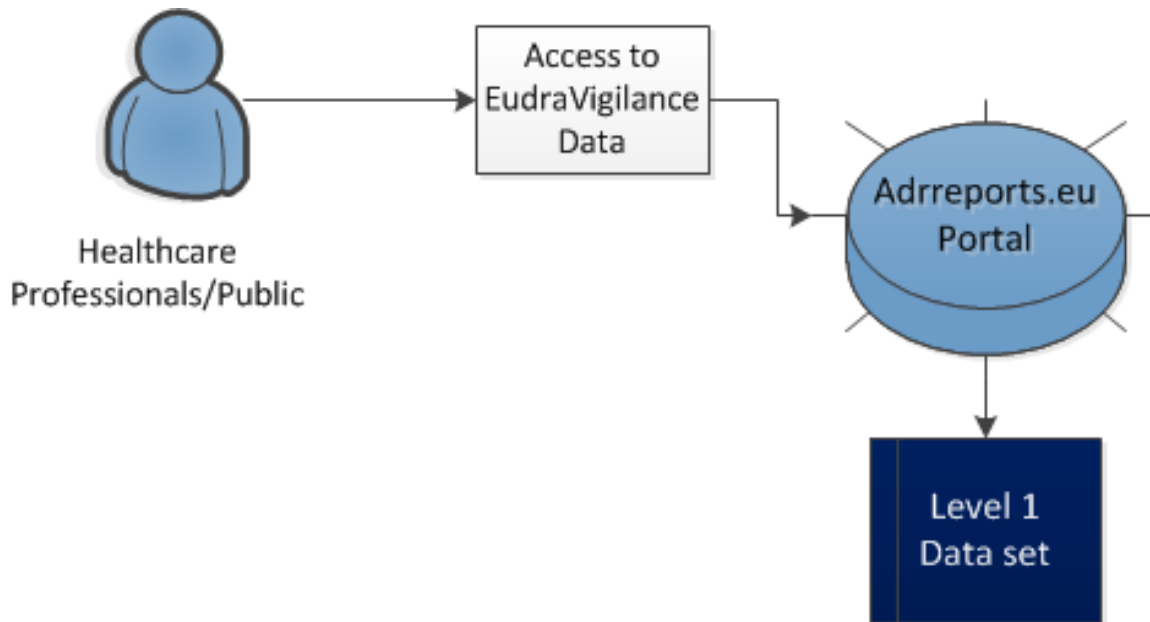 Access to
EudraVigilance
Data
Healthcare
Professionals/Public
Adrreports.eu
Portal
Level 1
Data set